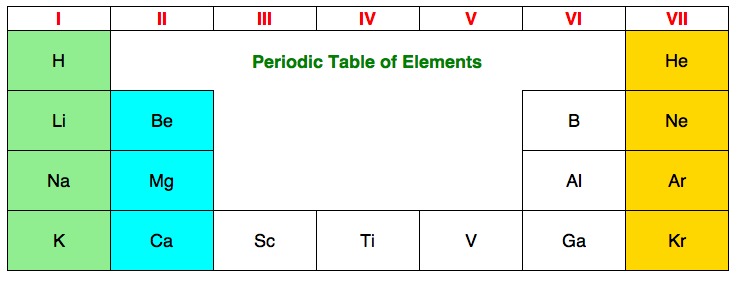 I II III IV V VI VII
H Periodic Table of Elements He
Li Be B Ne
Na Mg Al Ar
K Ca Sc Ti V Ga Kr